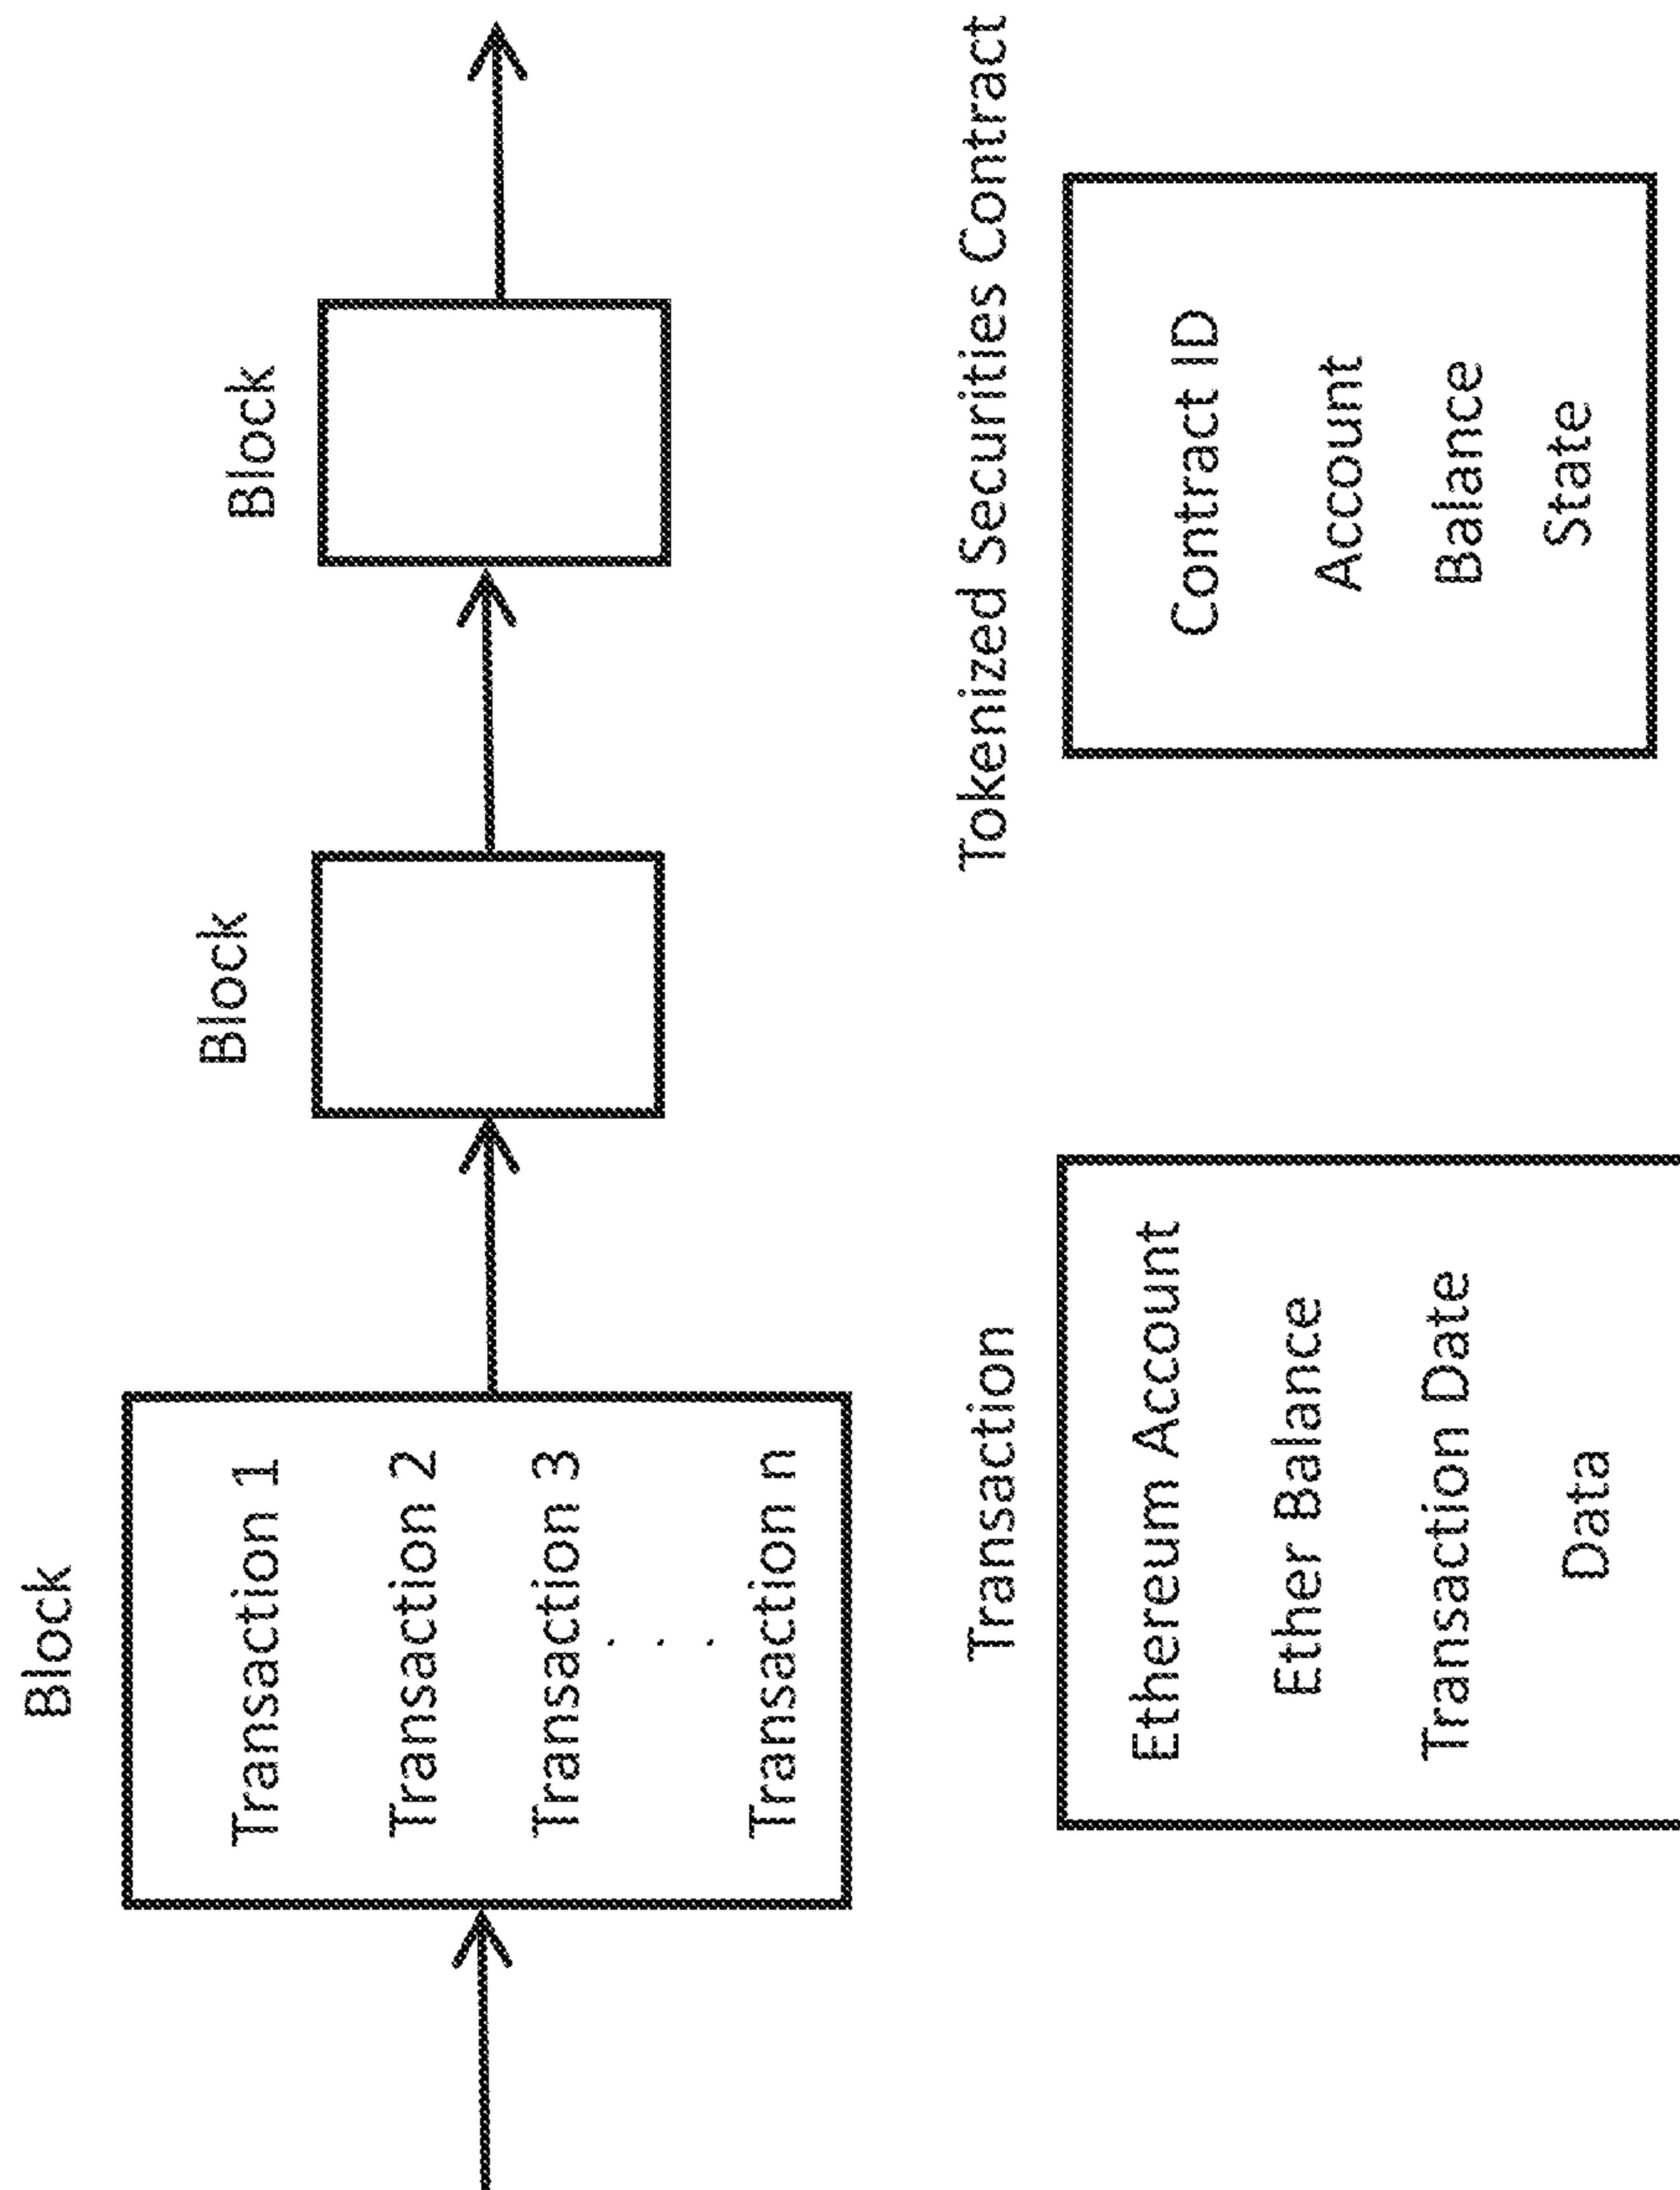 Block
Transaction 1
Transaction 2
Transaction 3
. . .
Transaction n
Block
Block
Transaction
Ethereum Account
Ether Balance
Transaction Date
Data
Tokenized Securities Contract
Contract ID
Account
Balance
State